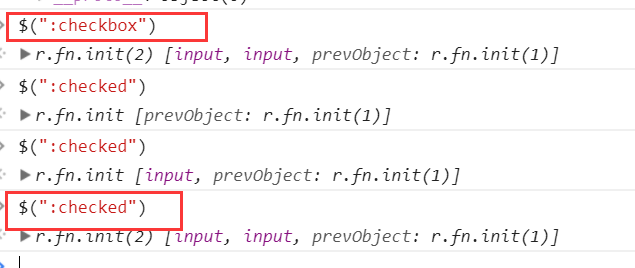 $(":checkbox")
▶r.fn.init(2) [input, input, prevObject: r.fn.init(1)]
$(":checked")
▶r.fn.init [prevObject: r.fn.init(1)]
$(":checked")
▶r.fn.init [input, prevObject: r.fn.init(1)]
$(":checked")
▶r.fn.init(2) [input, input, prevObject: r.fn.init(1)]